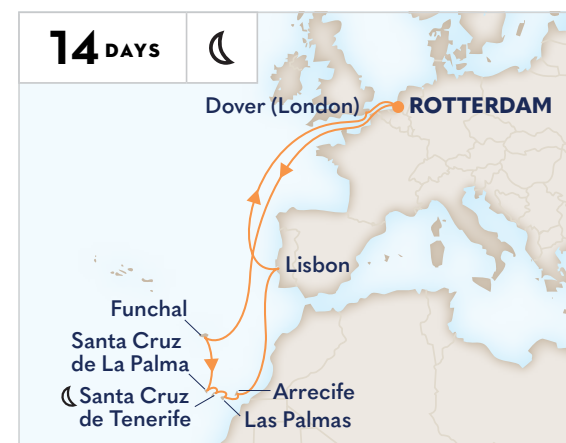 14 DAYS
Dover (London)
ROTTERDAM
Lisbon
Funchal
Santa Cruz
de La Palma
Santa Cruz
de Tenerife
Arrecife
Las Palmas